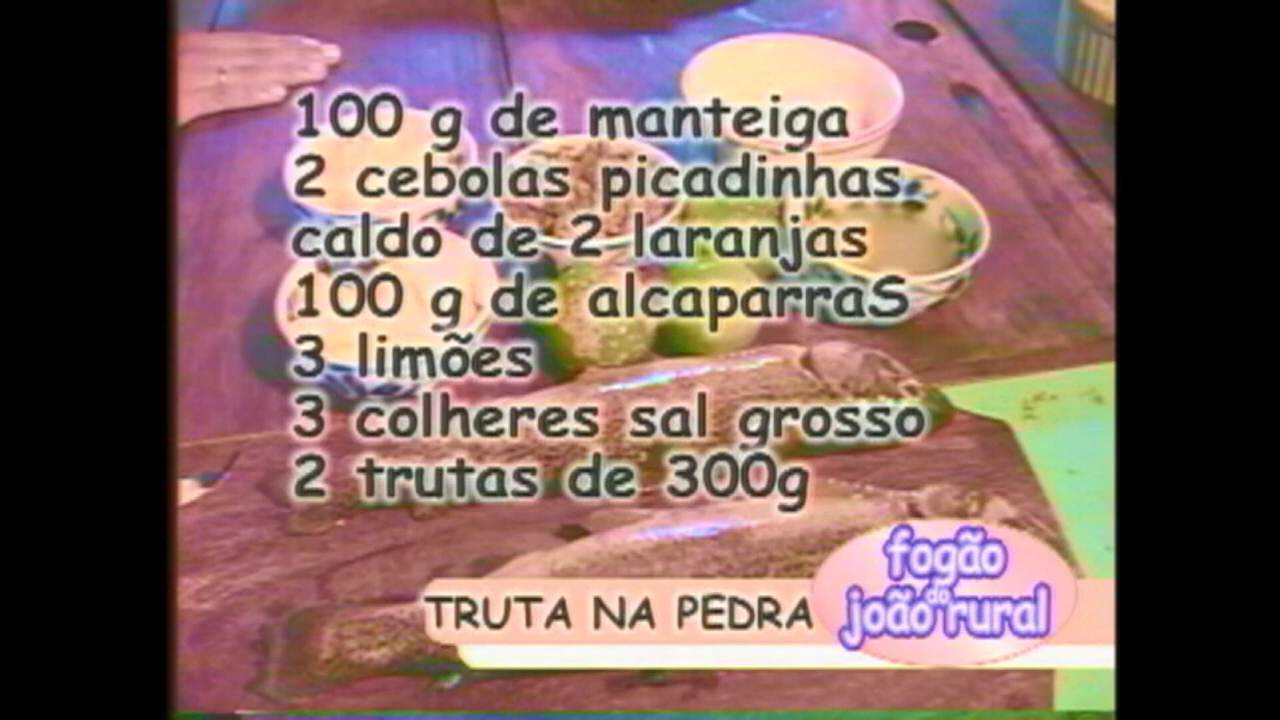 100 g de manteiga
2 cebolas picadinhas
caldo de 2 laranjas
100 g de alcaparraS
3 limões
3 colheres sal grosso
2 trutas de 300g
TRUTA NA PEDRA
fogão
do
joão rural